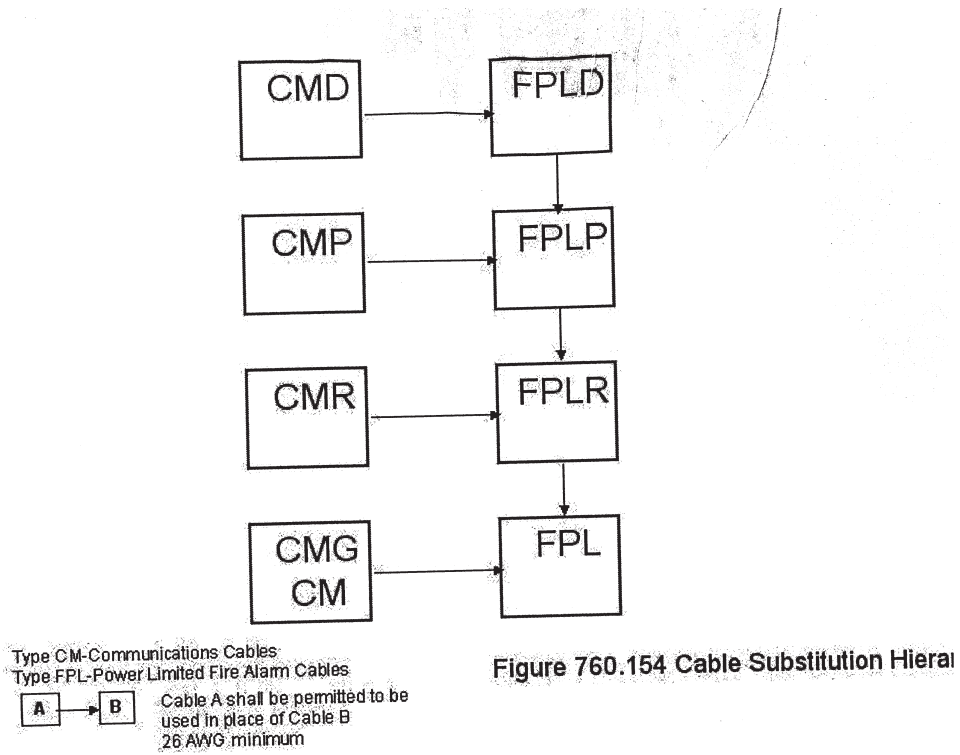 CMD
FPLD
CMP
FPLP
CMR
FPLR
CMG
CM
FPL
Type CM-Communications Cables
Type FPL-Power Limited Fire Alarm Cables
A
B
Cable A shall be permitted to be
used in place of Cable B
26 AWG minimum
Figure 760.154 Cable Substitution Hierar